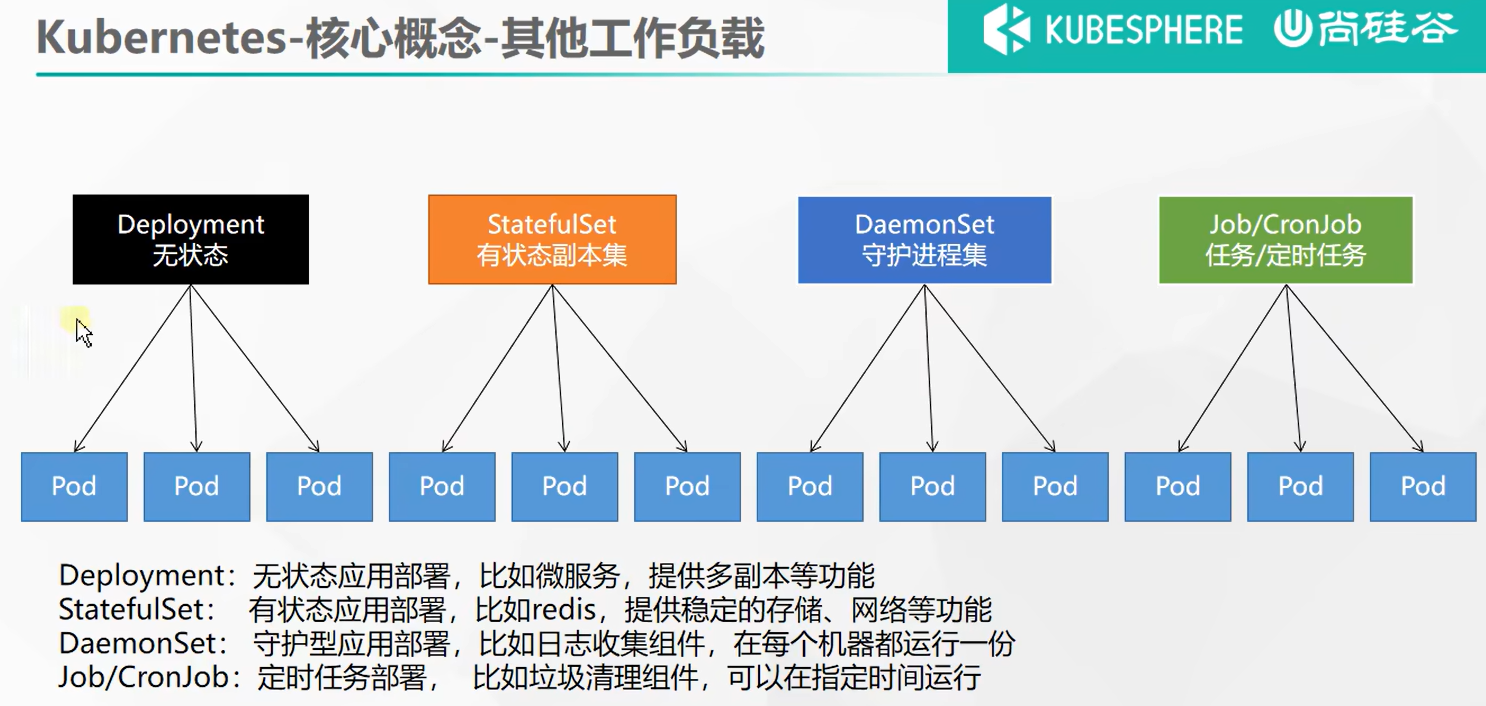 Kubernetes-核心概念-其他工作负载
KUBESPHERE 尚硅谷
Deployment
无状态
StatefulSet
有状态副本集
DaemonSet
守护进程集
Job/CronJob
任务/定时任务
Pod Pod Pod Pod Pod Pod Pod Pod Pod Pod Pod Pod
Deployment：无状态应用部署，比如微服务，提供多副本等功能
StatefulSet： 有状态应用部署，比如redis，提供稳定的存储、网络等功能
DaemonSet： 守护型应用部署，比如日志收集组件，在每个机器都运行一份
Job/CronJob：定时任务部署， 比如垃圾清理组件，可以在指定时间运行